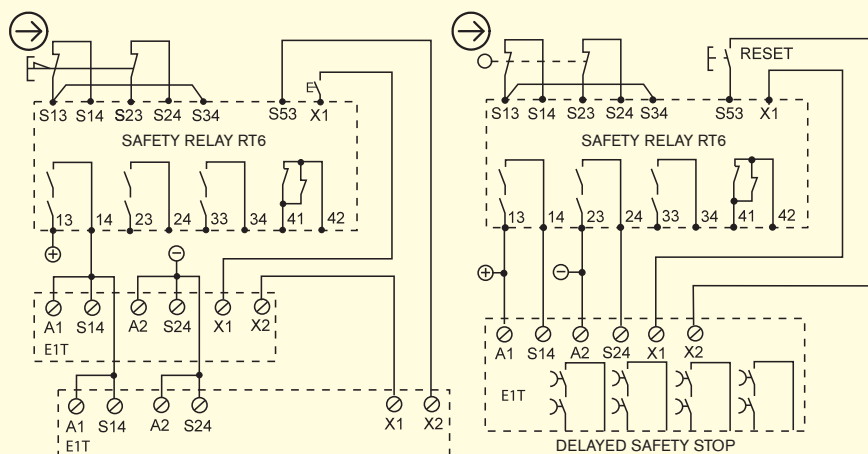 S13 S14 S23 S24 S34 S53 X1
SAFETY RELAY RT6
13 14 23 24 33 34 41 42
A1 S14 A2 S24 X1 X2
E1T
A1 S14 A2 S24 X1 X2
E1T
RESET
S13 S14 S23 S24 S34 S53 X1
SAFETY RELAY RT6
13 14 23 24 33 34 41 42
A1 S14 A2 S24 X1 X2
E1T
DELAYED SAFETY STOP